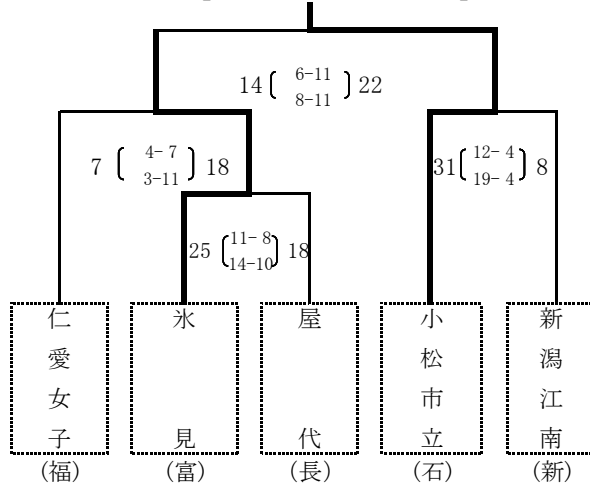 6-11
14 ( ) 22
8-11
4- 7
7 ( ) 18
3-11
12- 4
31 ( ) 8
19- 4
11- 8
25 ( ) 18
14-10
仁愛女子
氷見
屋代
小松市立
新潟江南
(福)
(富)
(長)
(石)
(新)